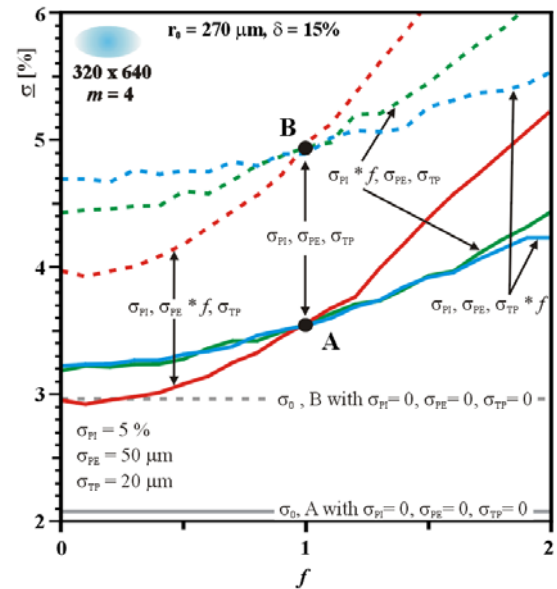 r₀ = 270 μm, δ = 15%
320 x 640
m = 4
σ [%]
6
5
4
3
2
B
σ_PI * f, σ_PE, σ_TP
σ_PI, σ_PE, σ_TP
σ_PI, σ_PE * f, σ_TP
σ_PI, σ_PE, σ_TP * f
A
σ₀ , B with σ_PI= 0, σ_PE= 0, σ_TP= 0
σ_PI = 5 %
σ_PE = 50 μm
σ_TP = 20 μm
σ₀, A with σ_PI= 0, σ_PE= 0, σ_TP= 0
0 1 2
f